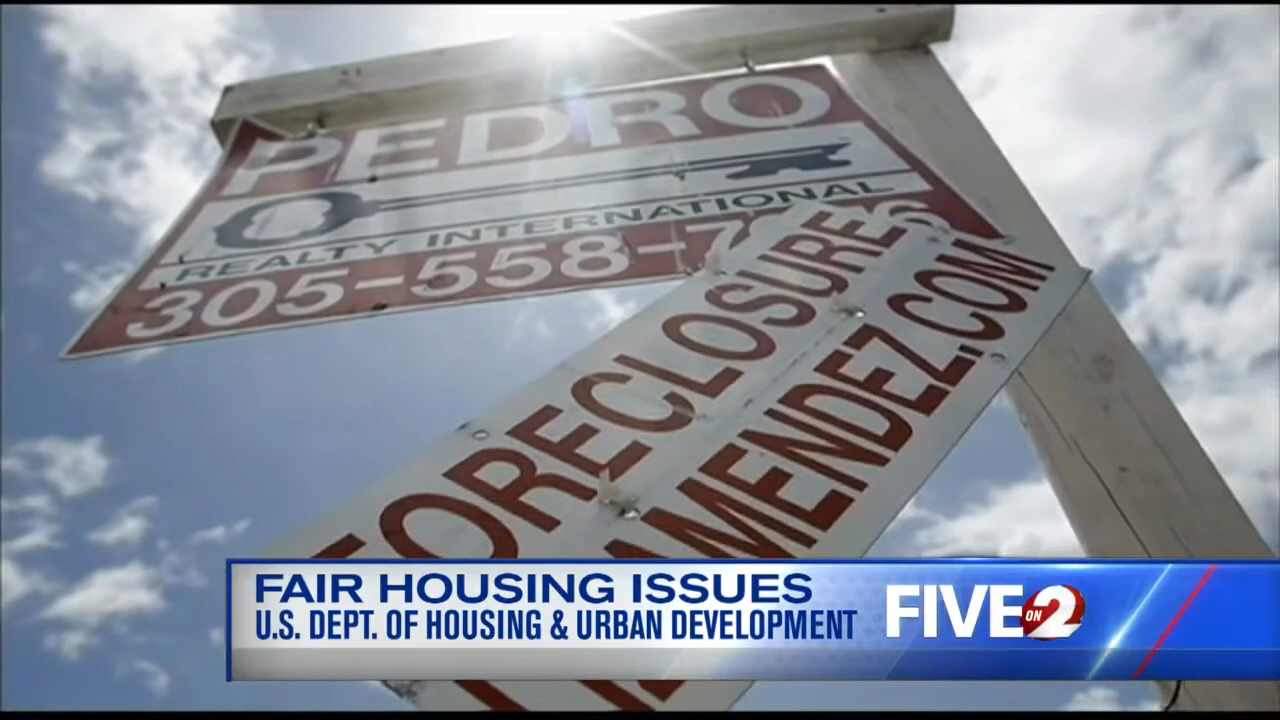 PEDRO
REALTY INTERNATIONAL
305-558-7
FORECLOSURE
MENDEZ.COM
FAIR HOUSING ISSUES
U.S. DEPT. OF HOUSING & URBAN DEVELOPMENT
FIVE ON 2